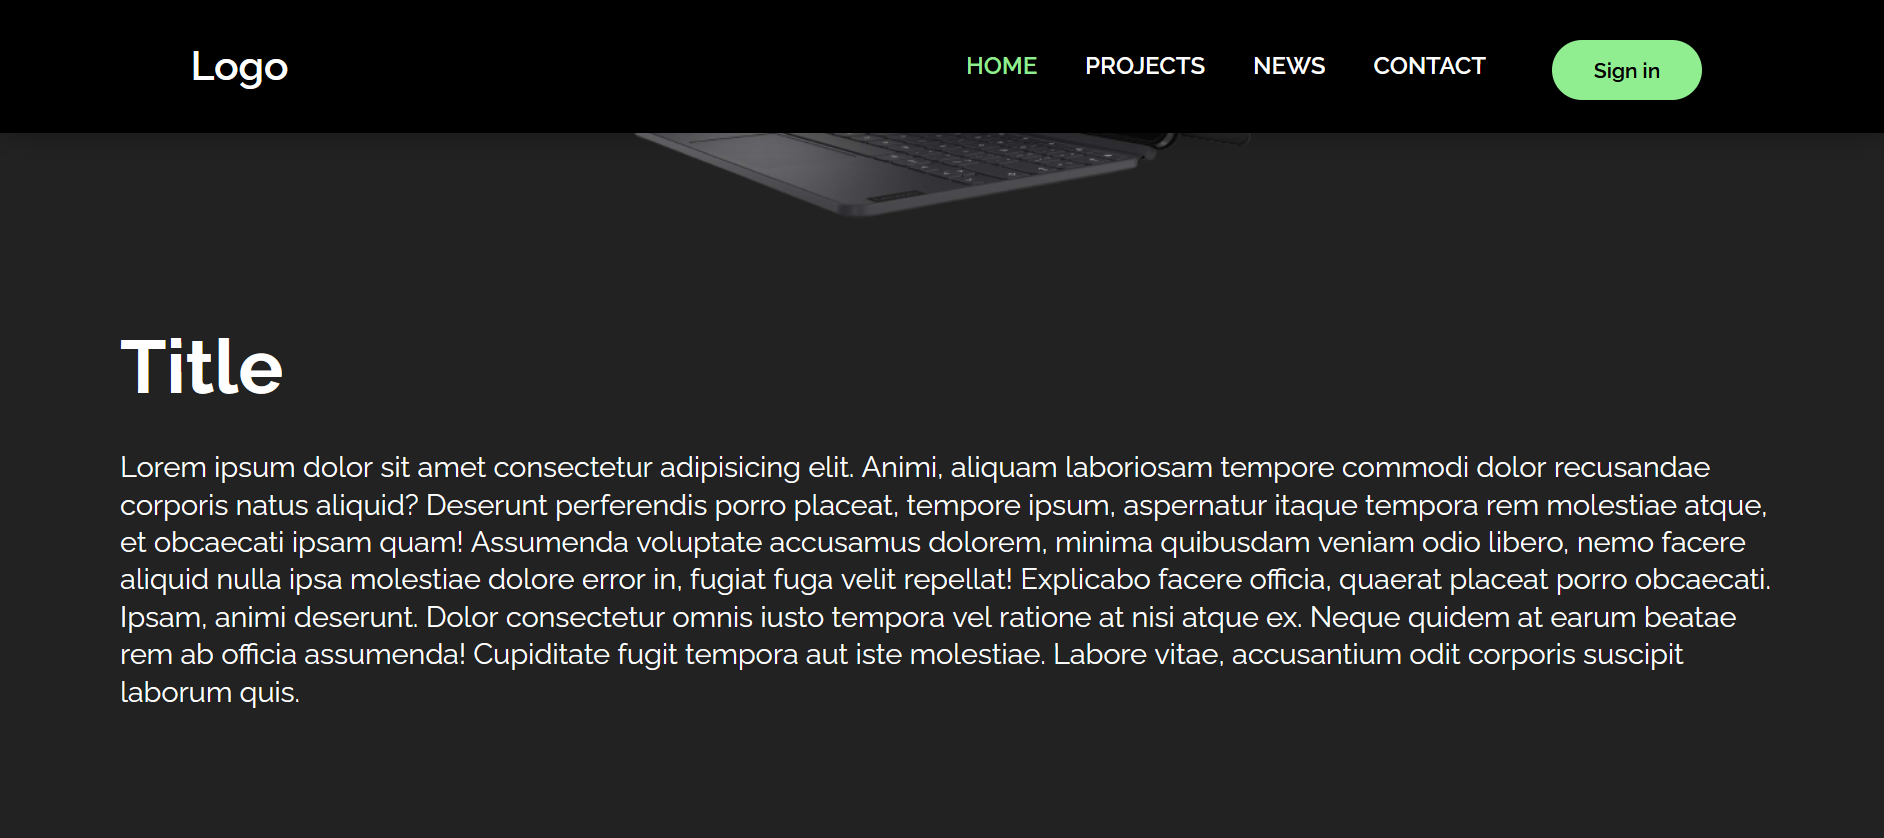 Logo
HOME PROJECTS NEWS CONTACT Sign in
Title
Lorem ipsum dolor sit amet consectetur adipisicing elit. Animi, aliquam laboriosam tempore commodi dolor recusandae
corporis natus aliquid? Deserunt perferendis porro placeat, tempore ipsum, aspernatur itaque tempora rem molestiae atque,
et obcaecati ipsam quam! Assumenda voluptate accusamus dolorem, minima quibusdam veniam odio libero, nemo facere
aliquid nulla ipsa molestiae dolore error in, fugiat fuga velit repellat! Explicabo facere officia, quaerat placeat porro obcaecati.
Ipsam, animi deserunt. Dolor consectetur omnis iusto tempora vel ratione at nisi atque ex. Neque quidem at earum beatae
rem ab officia assumenda! Cupiditate fugit tempora aut iste molestiae. Labore vitae, accusantium odit corporis suscipit
laborum quis.